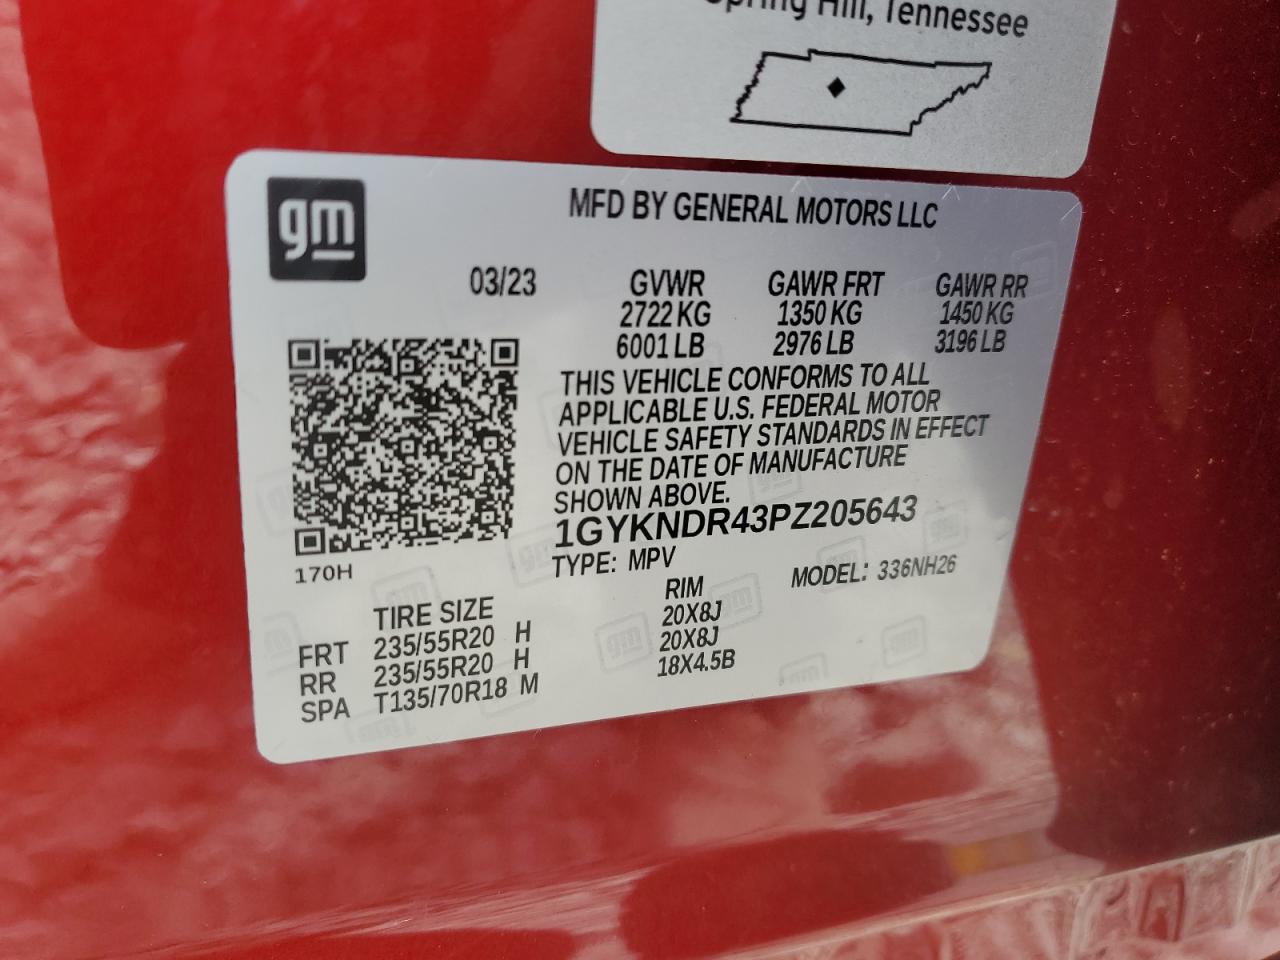 Spring Hill, Tennessee
gm
MFD BY GENERAL MOTORS LLC
03/23 GVWR GAWR FRT GAWR RR
2722 KG 1350 KG 1450 KG
6001 LB 2976 LB 3196 LB
THIS VEHICLE CONFORMS TO ALL
APPLICABLE U.S. FEDERAL MOTOR
VEHICLE SAFETY STANDARDS IN EFFECT
ON THE DATE OF MANUFACTURE
SHOWN ABOVE.
1GYKNDR43PZ205643
170H
TYPE: MPV MODEL: 336NH26
TIRE SIZE RIM
FRT 235/55R20 H 20X8J
RR 235/55R20 H 20X8J
SPA T135/70R18 M 18X4.5B